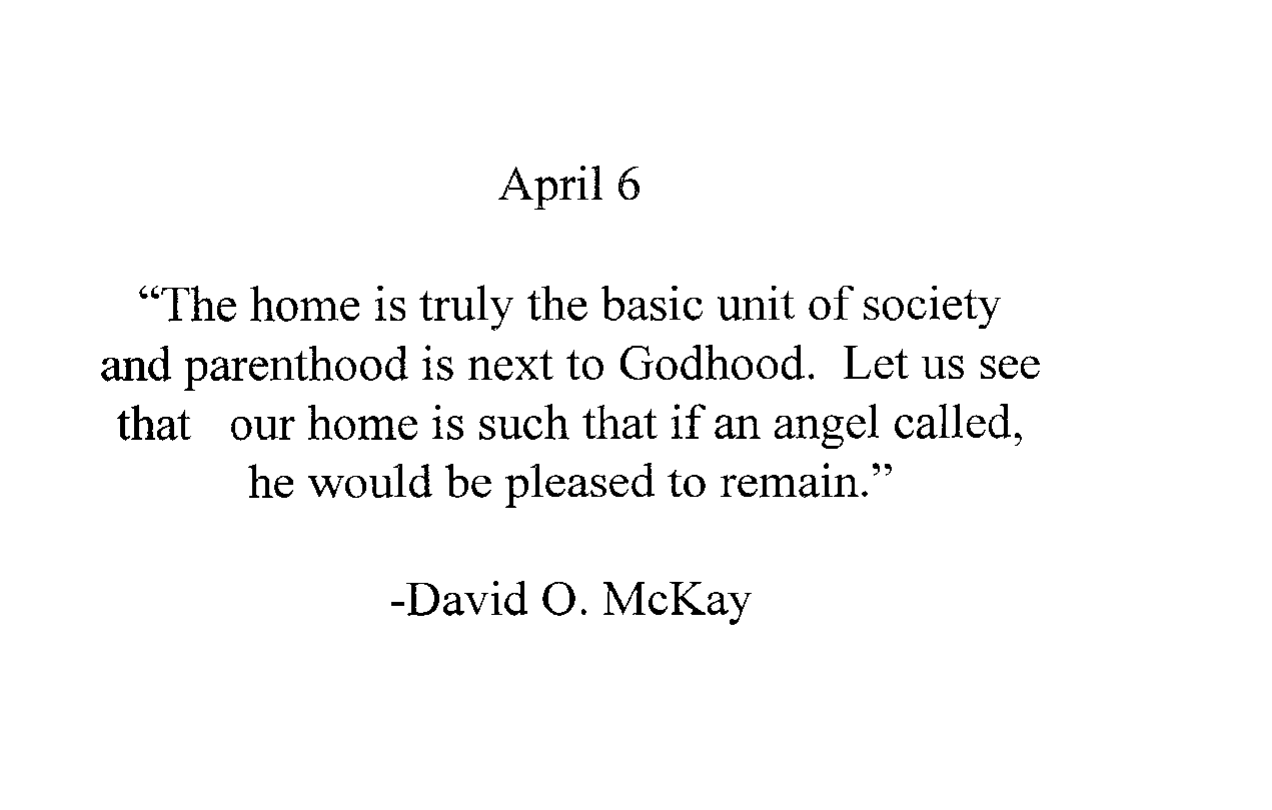 April 6
“The home is truly the basic unit of society
and parenthood is next to Godhood.  Let us see
that   our home is such that if an angel called,
he would be pleased to remain.”
-David O. McKay